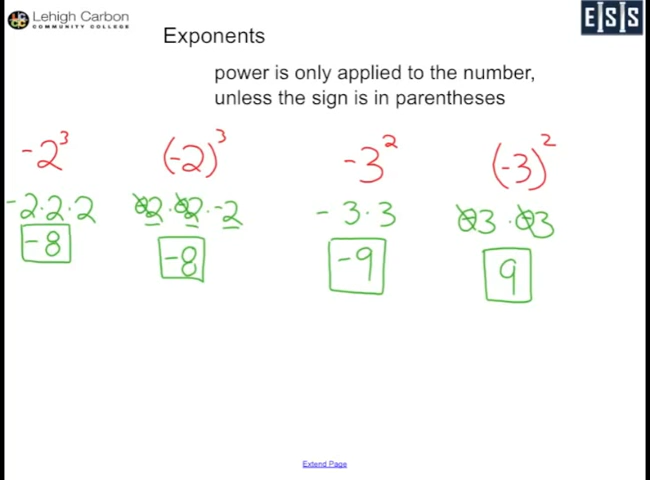 Lehigh Carbon
COMMUNITY COLLEGE
E|S|S
Exponents
power is only applied to the number,
unless the sign is in parentheses
-2³ (-2)³ -3² (-3)²
-2·2·2 -2·-2·-2 -3·3 -3·-3
-8 -8 -9 9
Extend Page